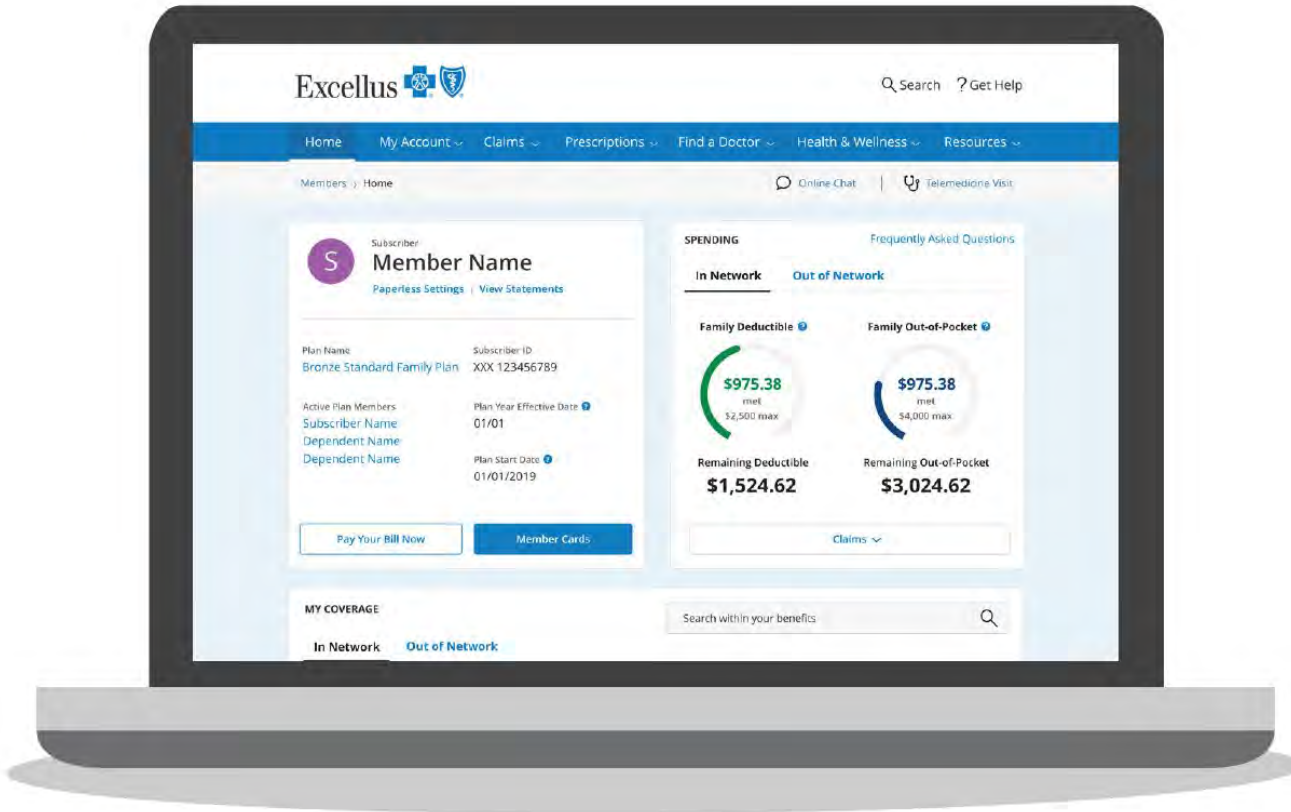 Excellus
Search ? Get Help
Home My Account Claims Prescriptions Find a Doctor Health & Wellness Resources
Members Home
Online Chat | Telemedicine Visit
S
Subscriber
Member Name
Paperless Settings | View Statements
Plan Name
Bronze Standard Family Plan
Subscriber ID
XXX 123456789
Active Plan Members
Subscriber Name
Dependent Name
Dependent Name
Plan Year Effective Date ?
01/01
Plan Start Date ?
01/01/2019
Pay Your Bill Now
Member Cards
SPENDING
Frequently Asked Questions
In Network Out of Network
Family Deductible ?
$975.38
met
$2,500 max
Remaining Deductible
$1,524.62
Family Out-of-Pocket ?
$975.38
met
$4,000 max
Remaining Out-of-Pocket
$3,024.62
Claims
MY COVERAGE
Search within your benefits
In Network Out of Network